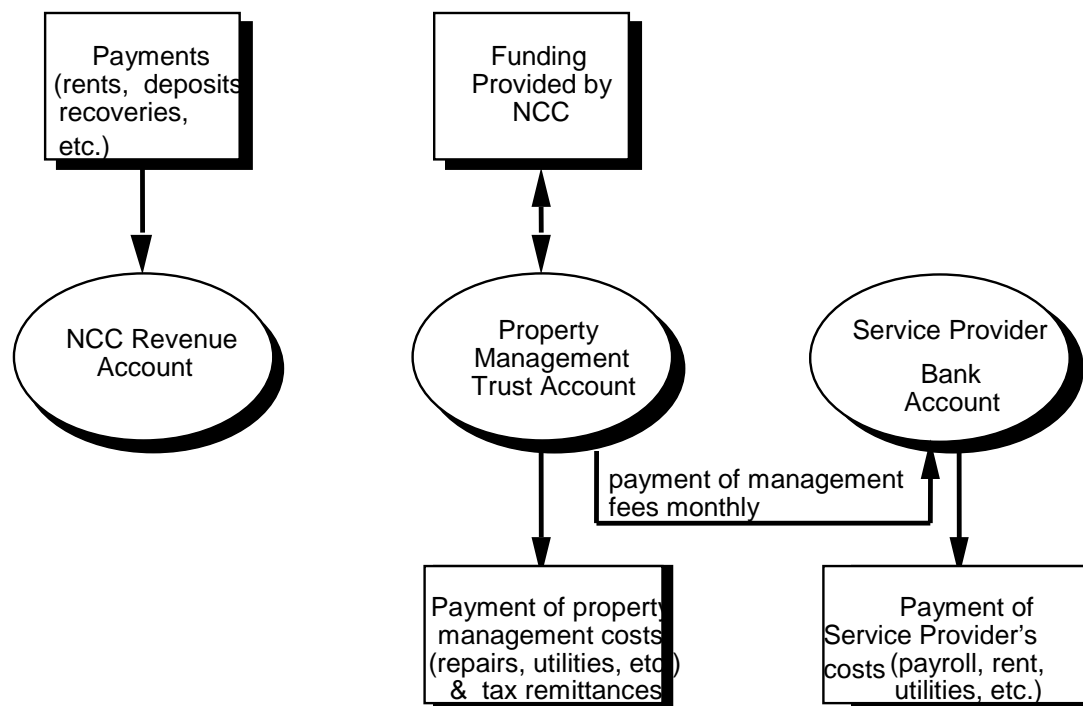 Payments
(rents, deposits
recoveries,
etc.)
Funding
Provided by
NCC
NCC Revenue
Account
Property
Management
Trust Account
Service Provider
Bank
Account
payment of management
fees monthly
Payment of property
management costs
(repairs, utilities, etc.)
& tax remittances
Payment of
Service Provider’s
costs (payroll, rent,
utilities, etc.)